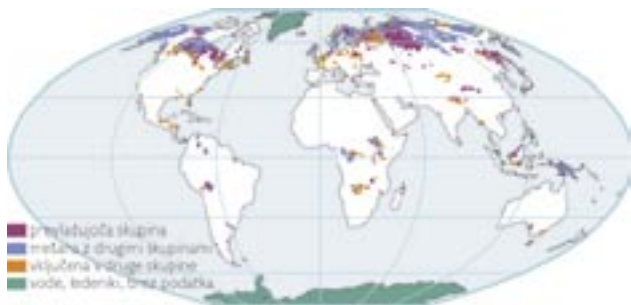 prevladujoča skupina
mešana z drugimi skupinami
vključena v druge skupine
vode, ledeniki, brez podatka